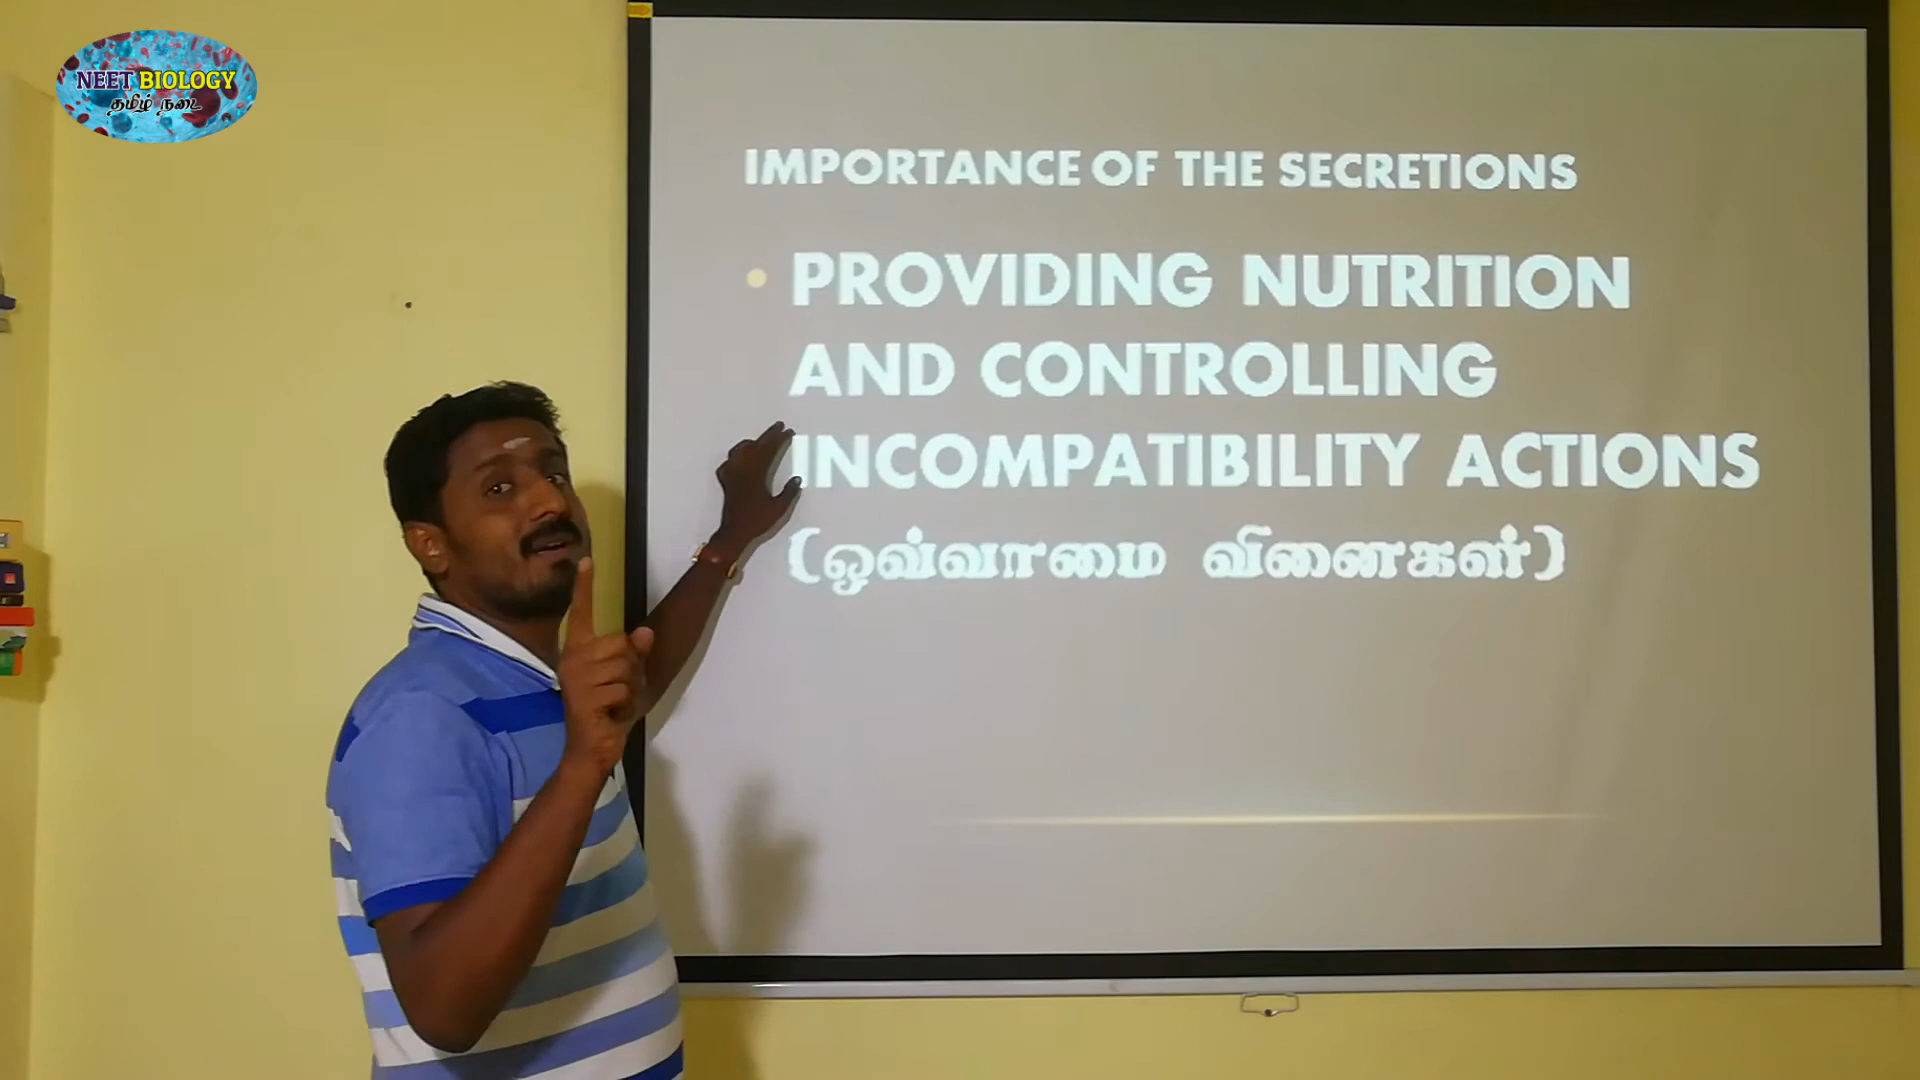 NEET BIOLOGY
தமிழ் நடை
IMPORTANCE OF THE SECRETIONS
• PROVIDING NUTRITION
AND CONTROLLING
INCOMPATIBILITY ACTIONS
(ஒவ்வாமை வினைகள்)